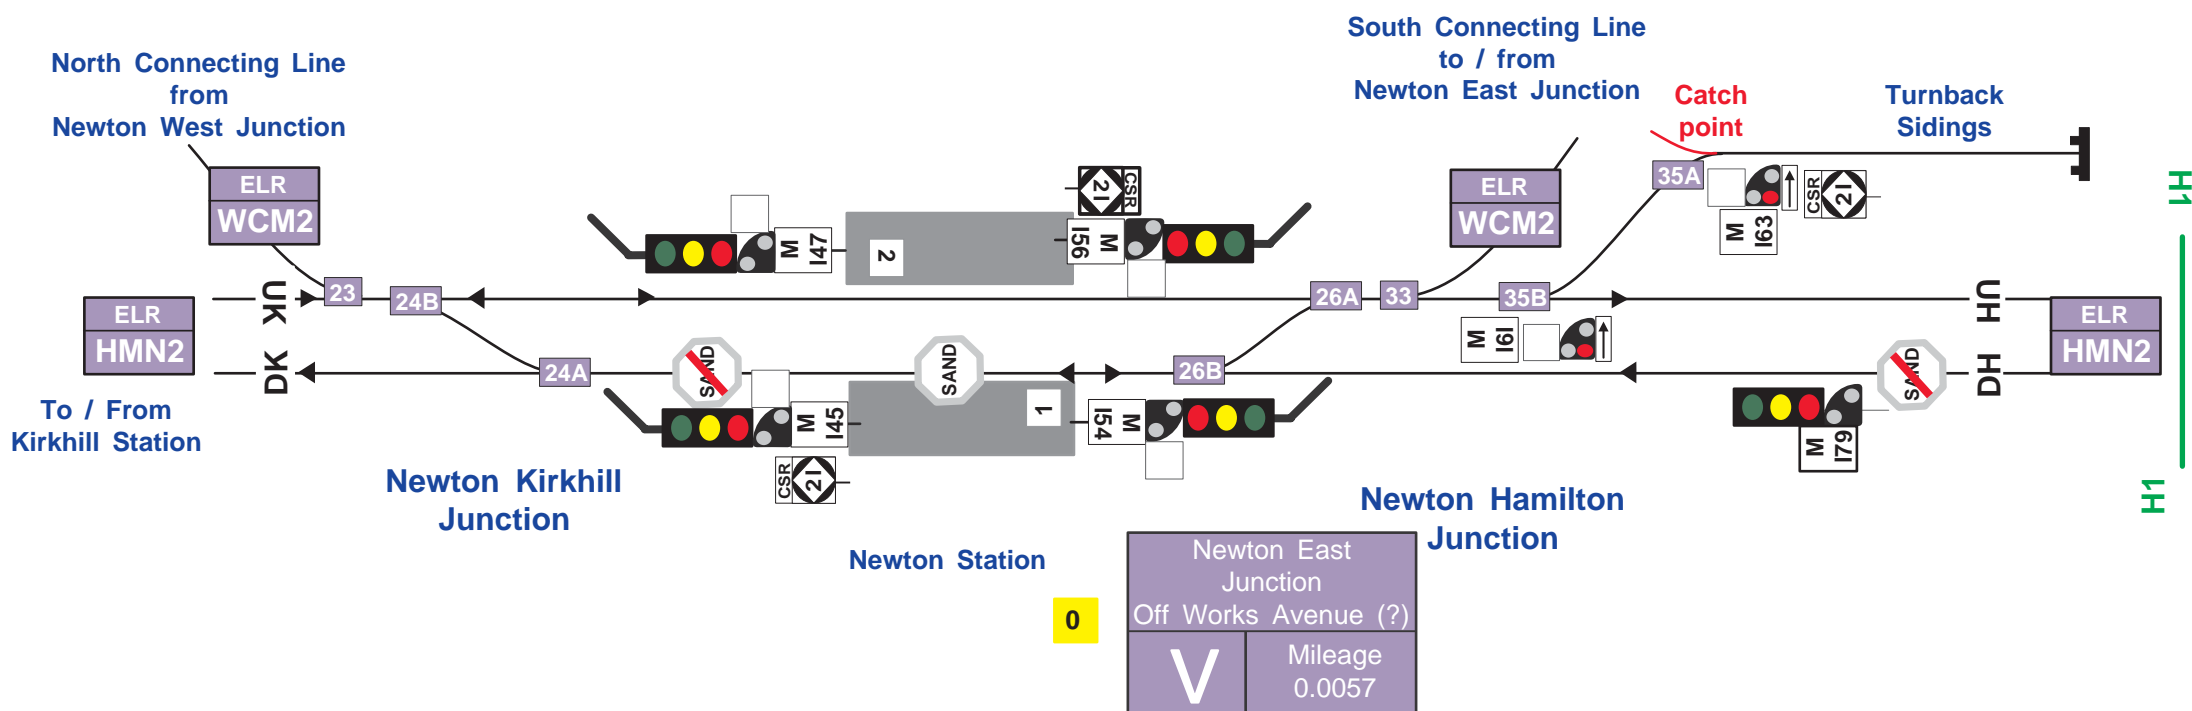 South Connecting Line
to / from
Newton East Junction
North Connecting Line
from
Newton West Junction
Catch
point
Turnback
Sidings
ELR
WCM2
ELR
WCM2
35A
CSR
21
M
I63
CSR
21
M
I47
2
M
I56
H1
UK
23
24B
26A
33
35B
UH
ELR
HMN2
ELR
HMN2
M
I61
DK
24A
SAND
SAND
26B
SAND
DH
To / From
Kirkhill Station
M
I45
1
M
I54
M
I79
CSR
21
H1
Newton Kirkhill
Junction
Newton Hamilton
Junction
Newton Station
0
Newton East
Junction
Off Works Avenue (?)
V
Mileage
0.0057